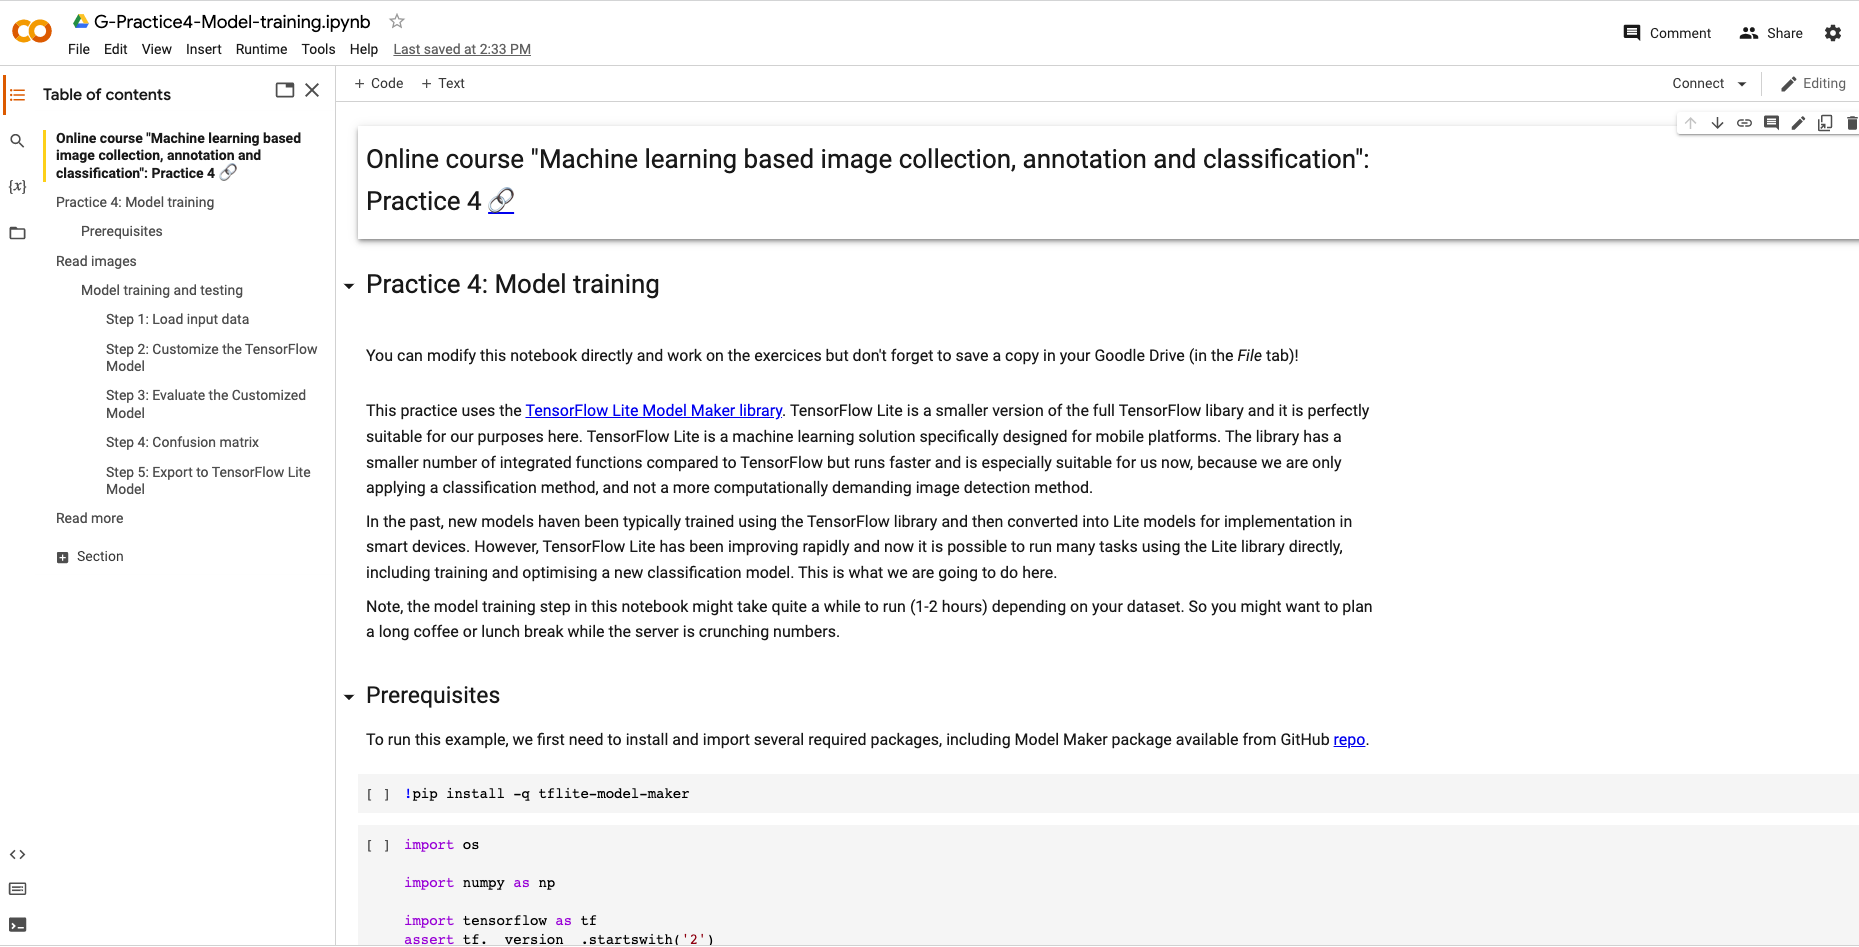 G-Practice4-Model-training.ipynb
File Edit View Insert Runtime Tools Help Last saved at 2:33 PM
Comment Share
Table of contents
+ Code + Text
Connect Editing
Online course "Machine learning based
image collection, annotation and
classification": Practice 4
Practice 4: Model training
Prerequisites
Read images
Model training and testing
Step 1: Load input data
Step 2: Customize the TensorFlow
Model
Step 3: Evaluate the Customized
Model
Step 4: Confusion matrix
Step 5: Export to TensorFlow Lite
Model
Read more
Section
{x}
Online course "Machine learning based image collection, annotation and classification":
Practice 4
Practice 4: Model training
You can modify this notebook directly and work on the exercices but don't forget to save a copy in your Goodle Drive (in the File tab)!
This practice uses the TensorFlow Lite Model Maker library. TensorFlow Lite is a smaller version of the full TensorFlow libary and it is perfectly
suitable for our purposes here. TensorFlow Lite is a machine learning solution specifically designed for mobile platforms. The library has a
smaller number of integrated functions compared to TensorFlow but runs faster and is especially suitable for us now, because we are only
applying a classification method, and not a more computationally demanding image detection method.
In the past, new models haven been typically trained using the TensorFlow library and then converted into Lite models for implementation in
smart devices. However, TensorFlow Lite has been improving rapidly and now it is possible to run many tasks using the Lite library directly,
including training and optimising a new classification model. This is what we are going to do here.
Note, the model training step in this notebook might take quite a while to run (1-2 hours) depending on your dataset. So you might want to plan
a long coffee or lunch break while the server is crunching numbers.
Prerequisites
To run this example, we first need to install and import several required packages, including Model Maker package available from GitHub repo.
[ ] !pip install -q tflite-model-maker
[ ] import os
import numpy as np
import tensorflow as tf
assert tf.__version__.startswith('2')